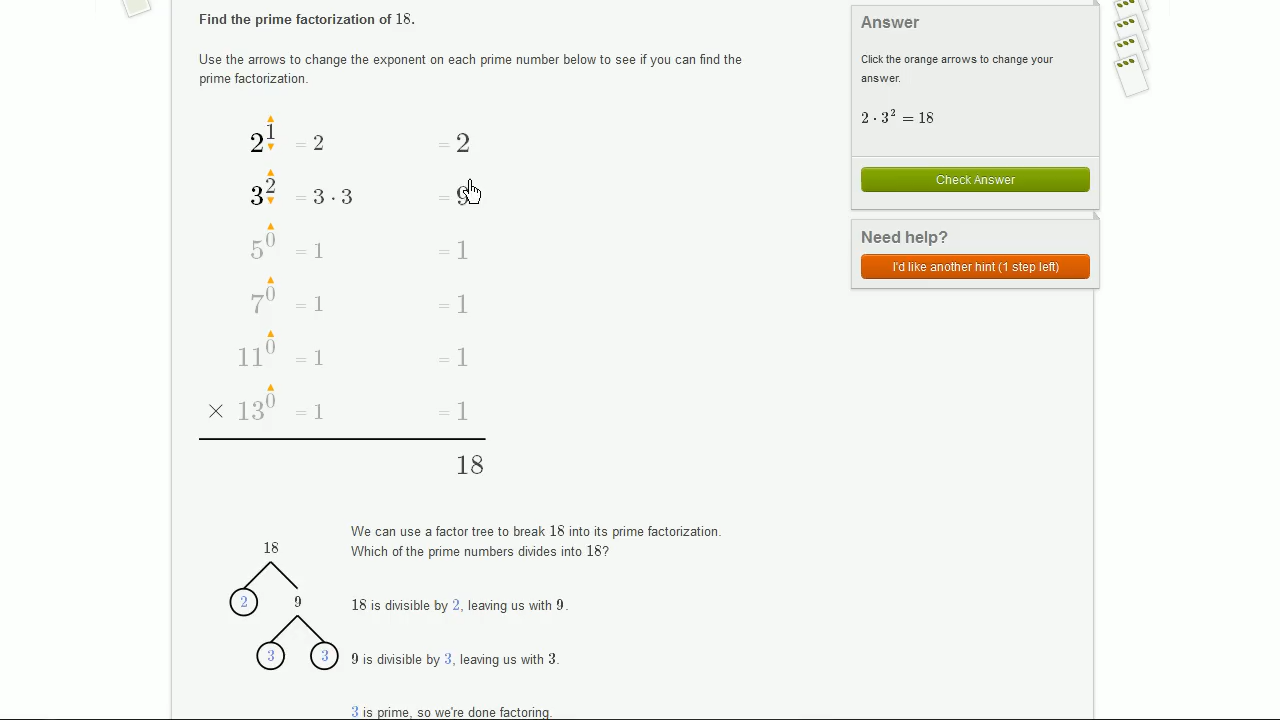 Find the prime factorization of 18.
Use the arrows to change the exponent on each prime number below to see if you can find the
prime factorization.
2^1 = 2 = 2
3^2 = 3 · 3 = 9
5^0 = 1 = 1
7^0 = 1 = 1
11^0 = 1 = 1
× 13^0 = 1 = 1
18
18
2 9
3 3
We can use a factor tree to break 18 into its prime factorization.
Which of the prime numbers divides into 18?
18 is divisible by 2, leaving us with 9.
9 is divisible by 3, leaving us with 3.
3 is prime, so we're done factoring.
Answer
Click the orange arrows to change your
answer.
2 · 3² = 18
Check Answer
Need help?
I'd like another hint (1 step left)